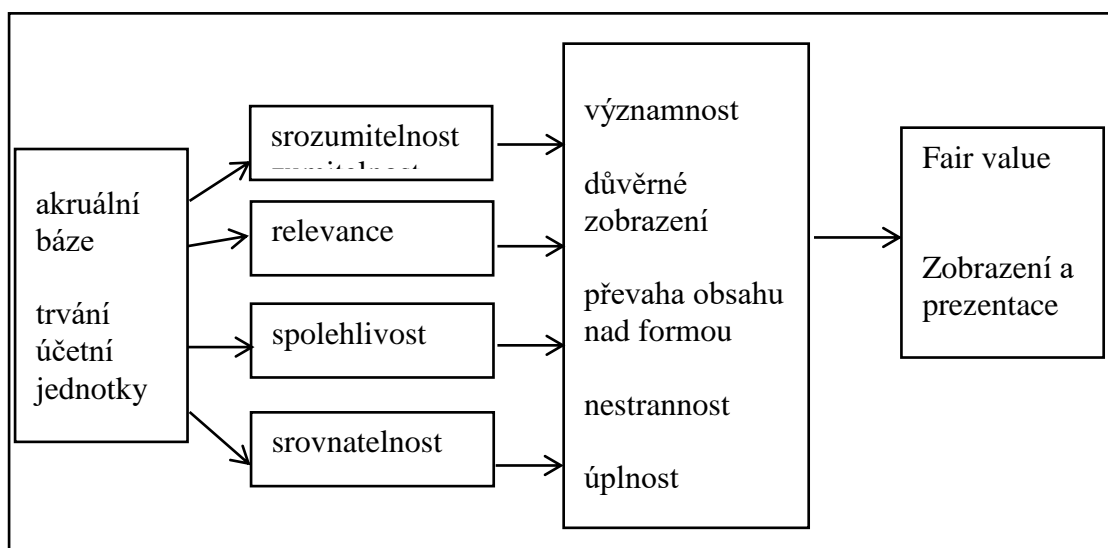 akruální
báze
trvání
účetní
jednotky
srozumitelnost
zumitelnost
relevance
spolehlivost
srovnatelnost
významnost
důvěrné
zobrazení
převaha obsahu
nad formou
nestrannost
úplnost
Fair value
Zobrazení a
prezentace